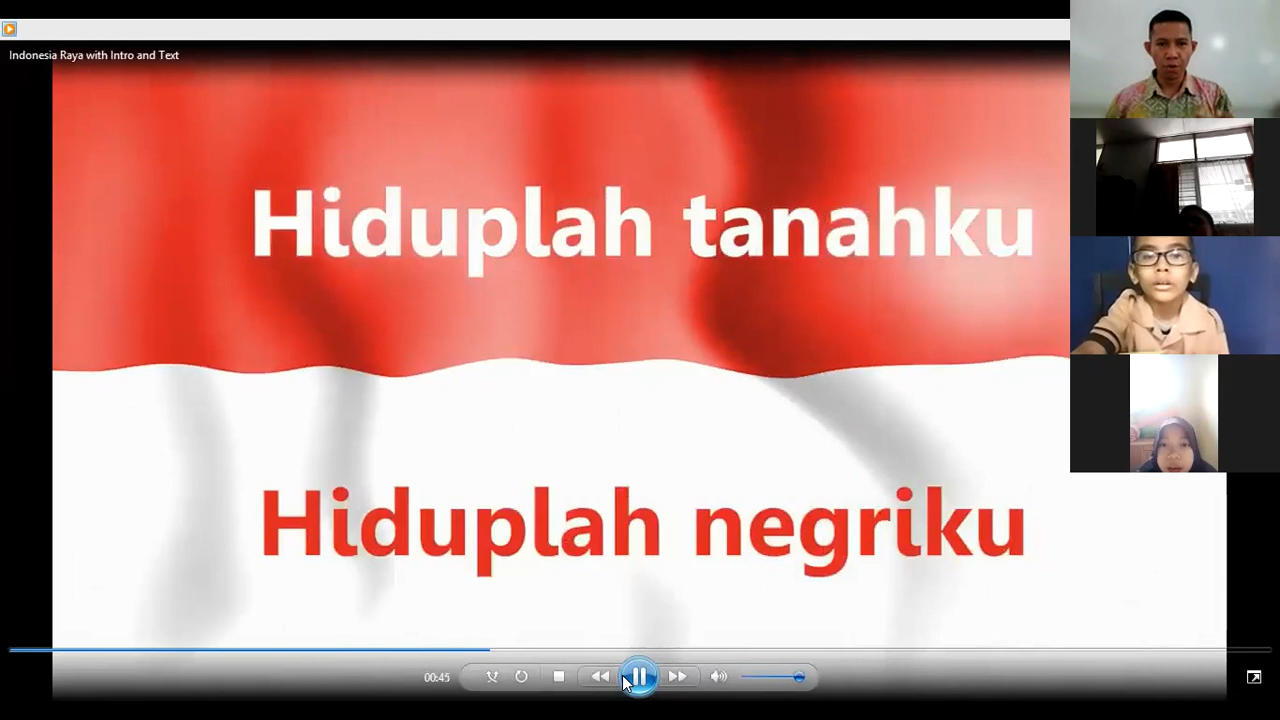 Indonesia Raya with Intro and Text
Hiduplah tanahku
Hiduplah negriku
00:45